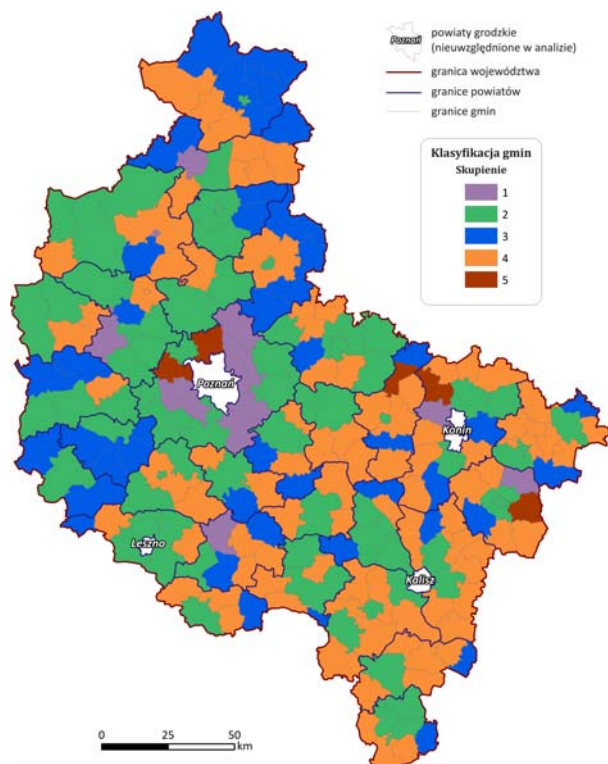 Poznań
powiaty grodzkie
(nieuwzględnione w analizie)
granica województwa
granice powiatów
granice gmin
Klasyfikacja gmin
Skupienie
1
2
3
4
5
Poznań
Konin
Leszno
Kalisz
0 25 50
km